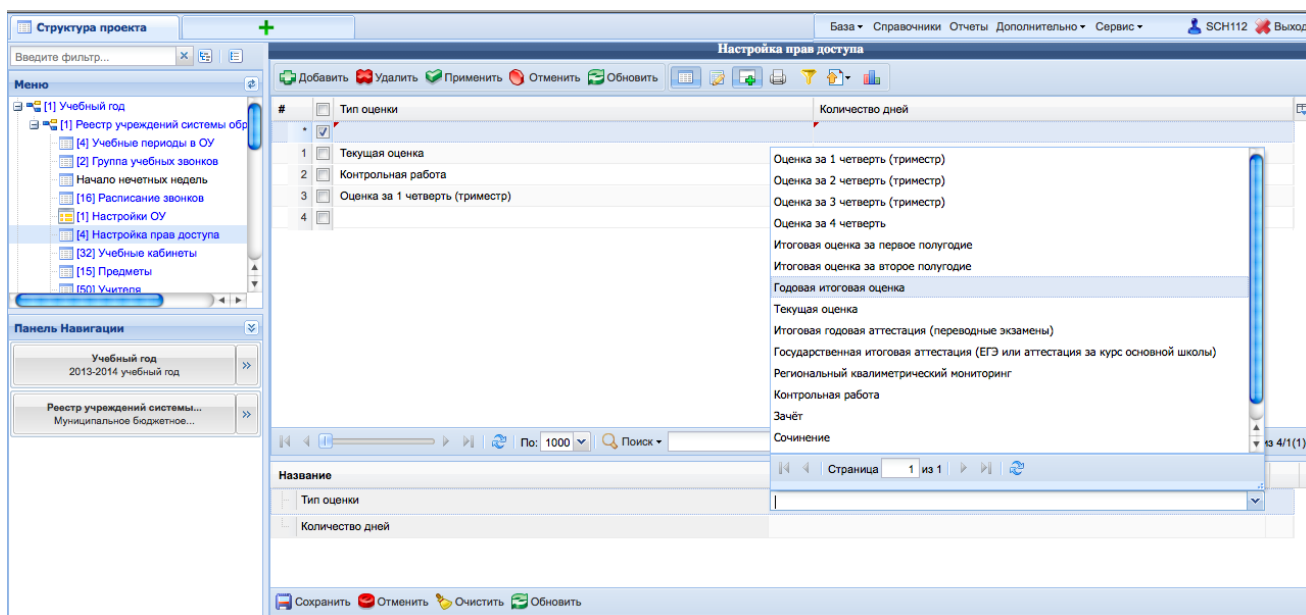 Структура проекта
База Справочники Отчеты Дополнительно Сервис SCH112 Выход
Введите фильтр...
Настройка прав доступа
Меню
Добавить Удалить Применить Отменить Обновить
[1] Учебный год
[1] Реестр учреждений системы обр
[4] Учебные периоды в ОУ
[2] Группа учебных звонков
Начало нечетных недель
[16] Расписание звонков
[1] Настройки ОУ
[4] Настройка прав доступа
[32] Учебные кабинеты
[15] Предметы
[50] Учителя
Панель Навигации
Учебный год
2013-2014 учебный год
Реестр учреждений системы...
Муниципальное бюджетное...
# Тип оценки Количество дней
*
1 Текущая оценка
2 Контрольная работа
3 Оценка за 1 четверть (триместр)
4
Оценка за 1 четверть (триместр)
Оценка за 2 четверть (триместр)
Оценка за 3 четверть (триместр)
Оценка за 4 четверть
Итоговая оценка за первое полугодие
Итоговая оценка за второе полугодие
Годовая итоговая оценка
Текущая оценка
Итоговая годовая аттестация (переводные экзамены)
Государственная итоговая аттестация (ЕГЭ или аттестация за курс основной школы)
Региональный квалиметрический мониторинг
Контрольная работа
Зачёт
Сочинение
Страница 1 из 1
По: 1000 Поиск
из 4/1(1)
Название
Тип оценки
Количество дней
Сохранить Отменить Очистить Обновить